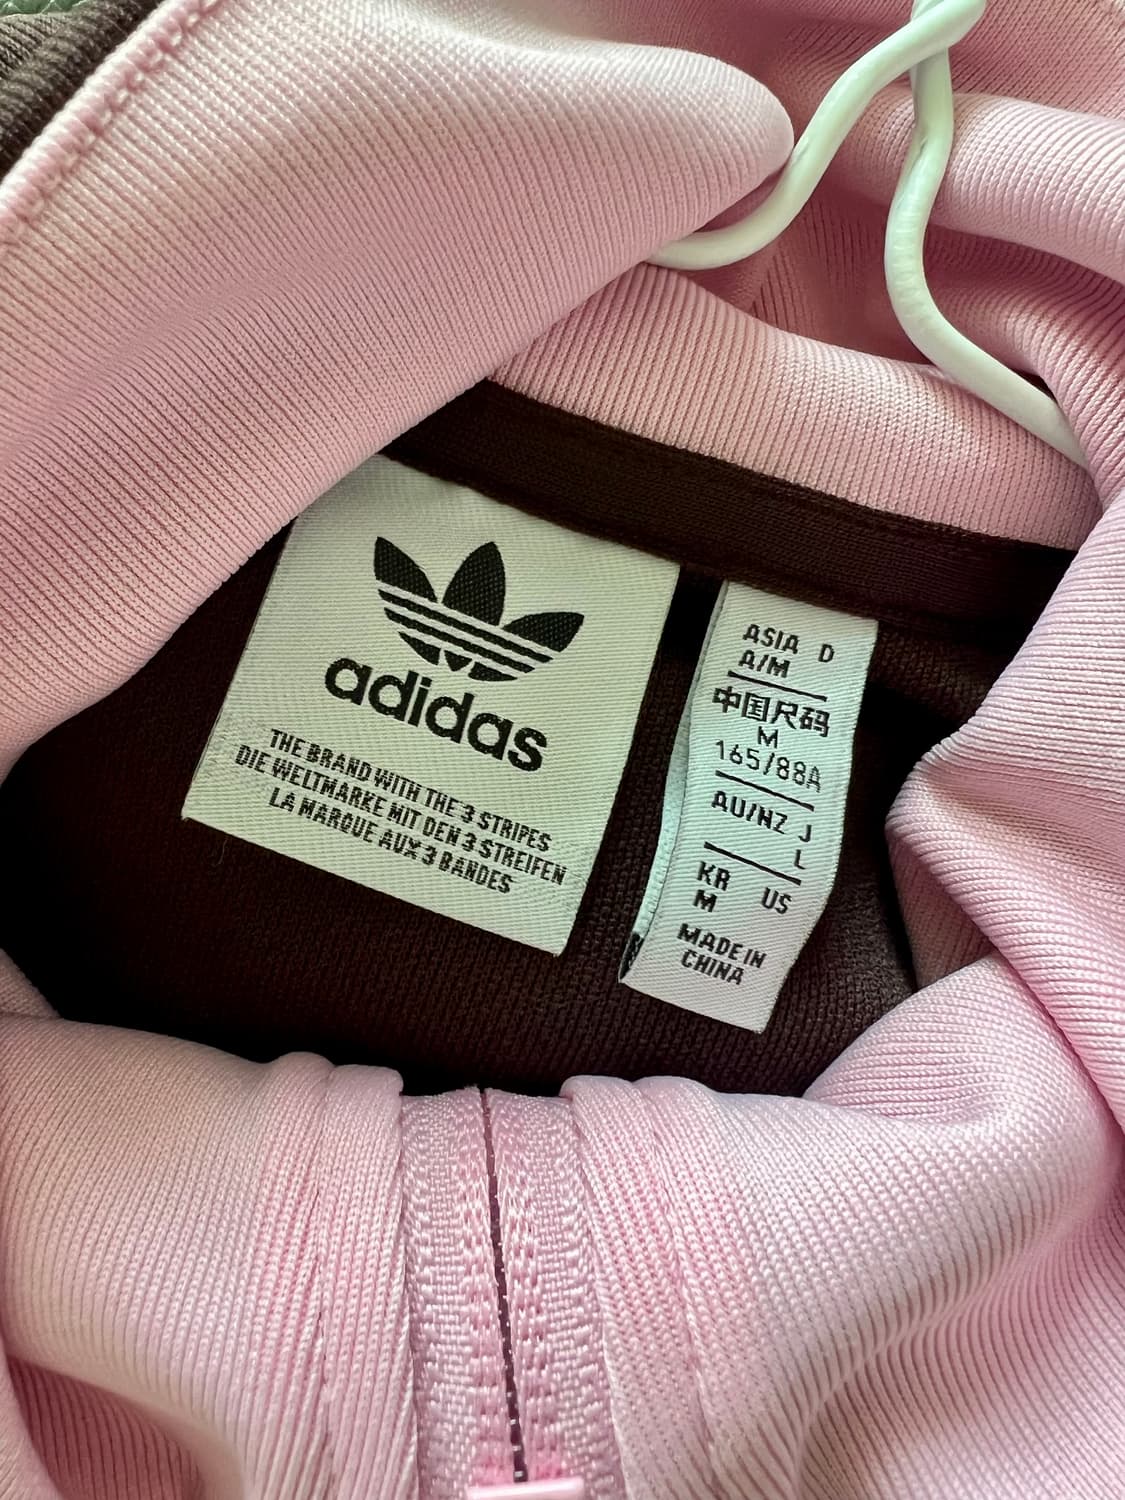 adidas
THE BRAND WITH THE 3 STRIPES
DIE WELTMARKE MIT DEN 3 STREIFEN
LA MARQUE AUX 3 BANDES
ASIA D
A/M
中国尺码
M
165/88A
AU/NZ J
L
KR US
M
MADE IN
CHINA